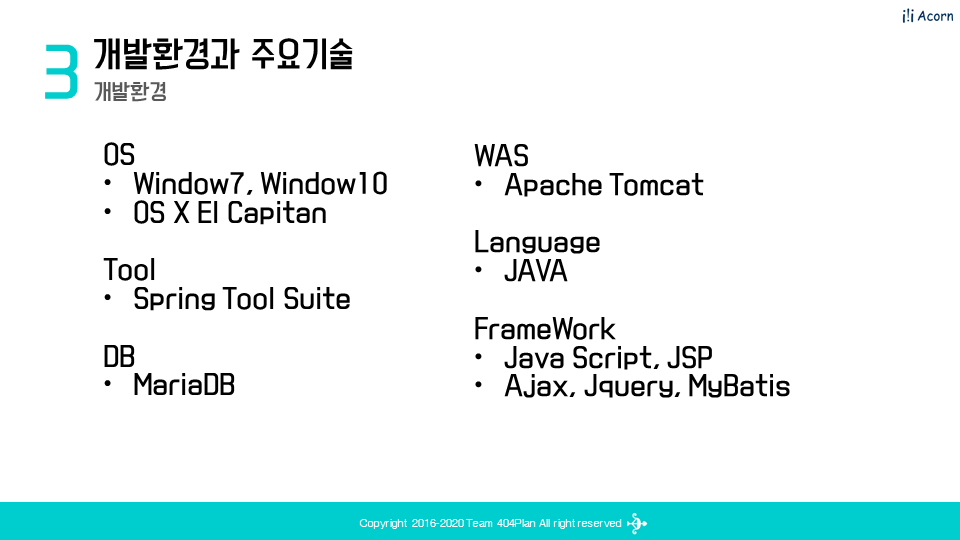 Acorn
3
개발환경과 주요기술
개발환경
OS
• Window7, Window10
• OS X El Capitan
Tool
• Spring Tool Suite
DB
• MariaDB
WAS
• Apache Tomcat
Language
• JAVA
FrameWork
• Java Script, JSP
• Ajax, Jquery, MyBatis
Copyright 2016-2020 Team 404Plan All right reserved